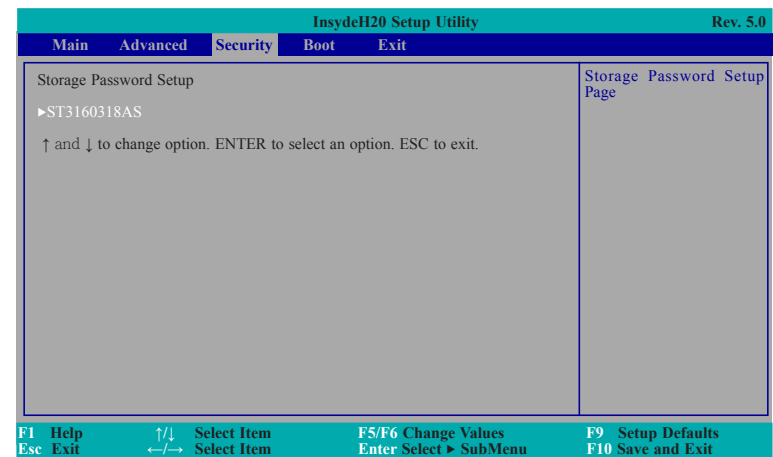 InsydeH20 Setup Utility Rev. 5.0
Main Advanced Security Boot Exit
Storage Password Setup
▶ST3160318AS
↑ and ↓ to change option. ENTER to select an option. ESC to exit.
Storage Password Setup
Page
F1 Help ↑/↓ Select Item F5/F6 Change Values F9 Setup Defaults
Esc Exit ←/→ Select Item Enter Select ▶ SubMenu F10 Save and Exit